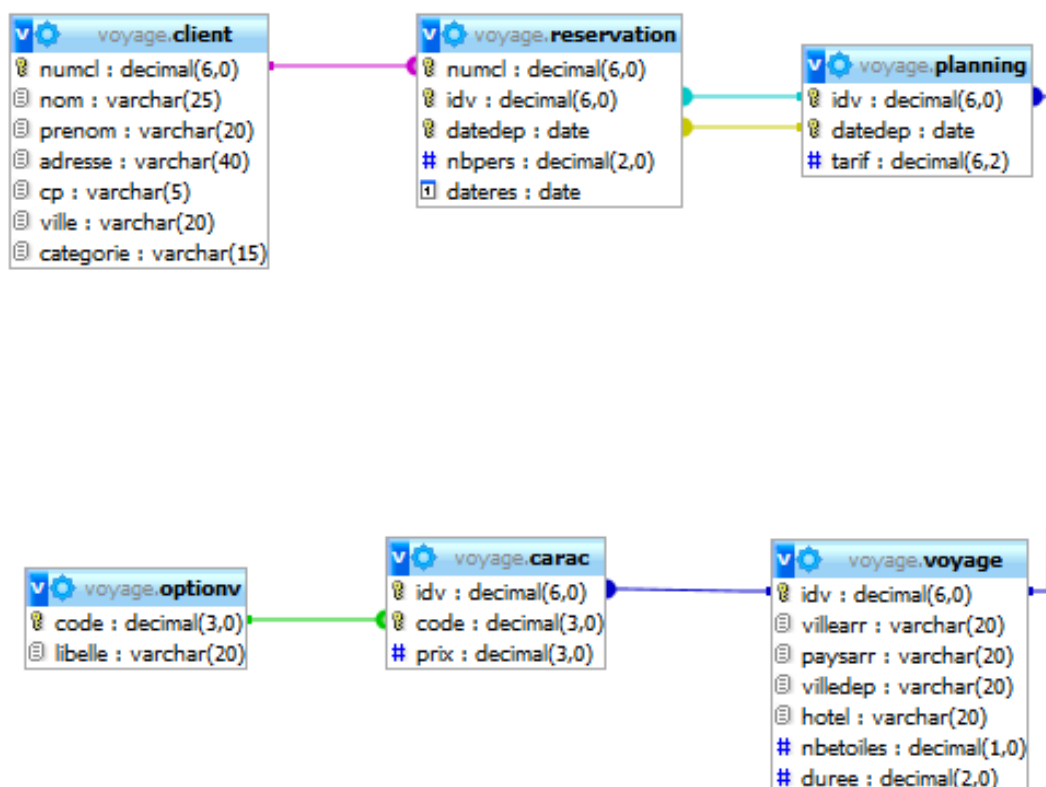 voyage.client
numcl : decimal(6,0)
nom : varchar(25)
prenom : varchar(20)
adresse : varchar(40)
cp : varchar(5)
ville : varchar(20)
categorie : varchar(15)
voyage.reservation
numcl : decimal(6,0)
idv : decimal(6,0)
datedep : date
# nbpers : decimal(2,0)
dateres : date
voyage.planning
idv : decimal(6,0)
datedep : date
# tarif : decimal(6,2)
voyage.optionv
code : decimal(3,0)
libelle : varchar(20)
voyage.carac
idv : decimal(6,0)
code : decimal(3,0)
# prix : decimal(3,0)
voyage.voyage
idv : decimal(6,0)
villearr : varchar(20)
paysarr : varchar(20)
villedep : varchar(20)
hotel : varchar(20)
# nbetoiles : decimal(1,0)
# duree : decimal(2,0)